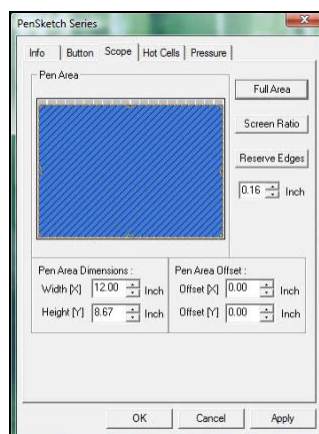 PenSketch Series
Info Button Scope Hot Cells Pressure
Pen Area
Full Area
Screen Ratio
Reserve Edges
0.16 Inch
Pen Area Dimensions : Pen Area Offset :
Width [X] 12.00 Inch Offset [X] 0.00 Inch
Height [Y] 8.67 Inch Offset [Y] 0.00 Inch
OK Cancel Apply